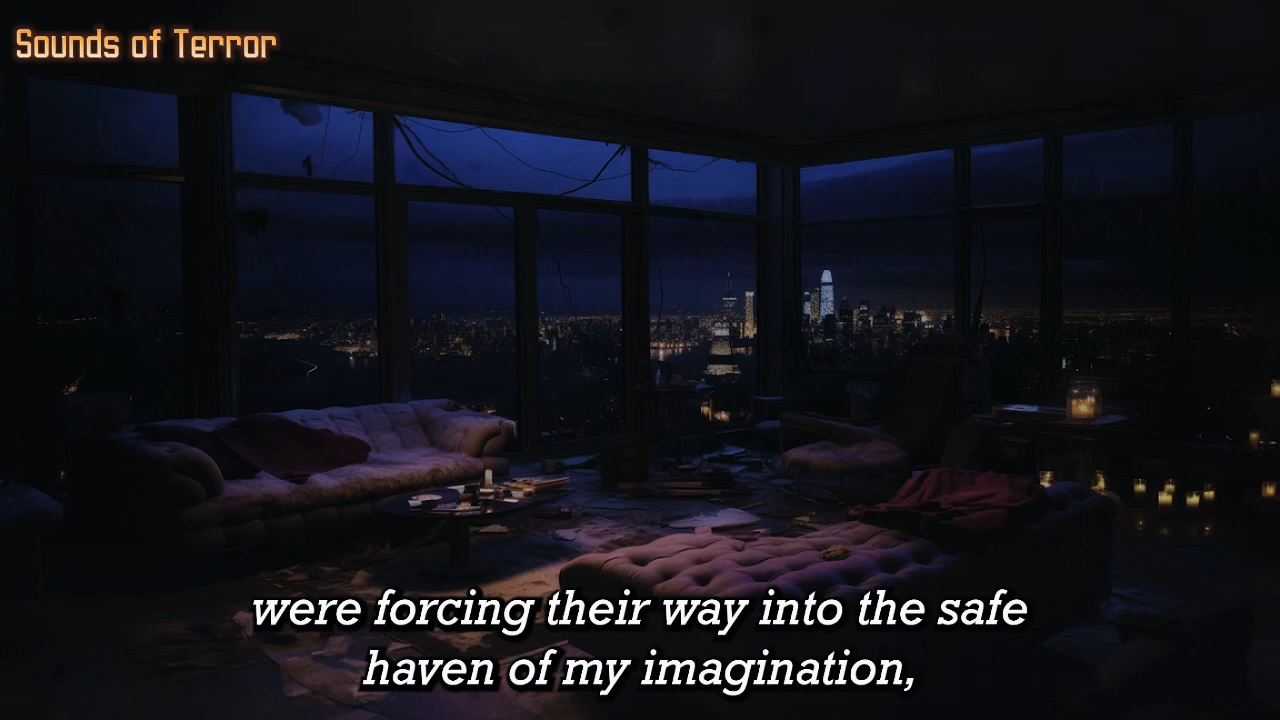 Sounds of Terror
were forcing their way into the safe
haven of my imagination,